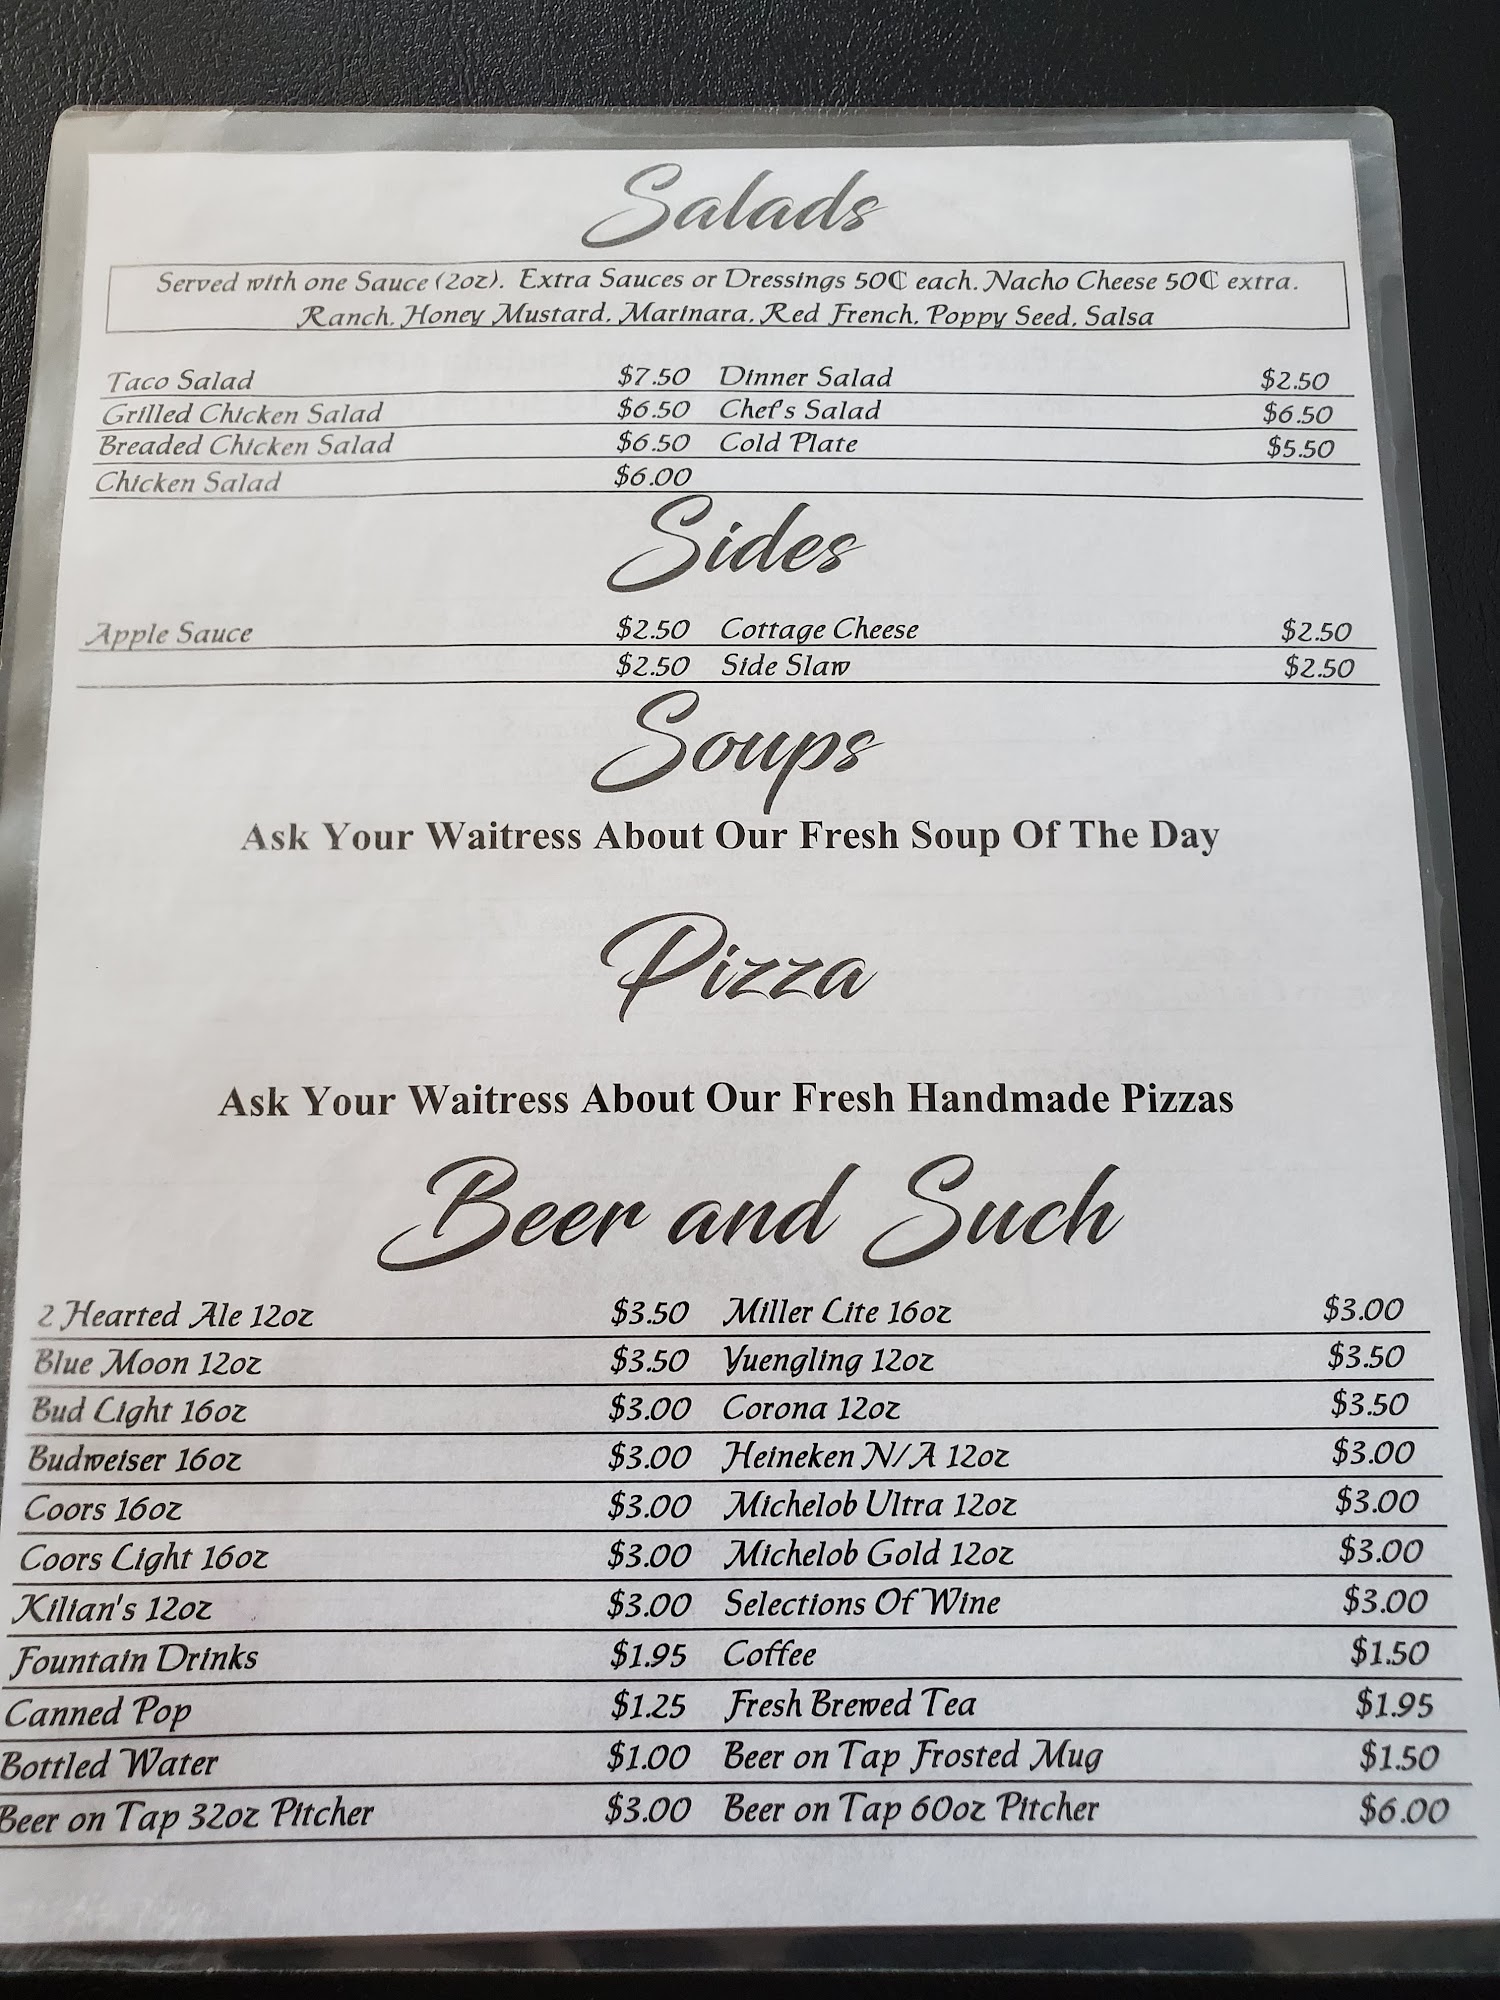 Salads
Served with one Sauce (2oz). Extra Sauces or Dressings 50₵ each. Nacho Cheese 50₵ extra.
Ranch, Honey Mustard, Marinara, Red French, Poppy Seed, Salsa
Taco Salad $7.50 Dinner Salad $2.50
Grilled Chicken Salad $6.50 Chef's Salad $6.50
Breaded Chicken Salad $6.50 Cold Plate $5.50
Chicken Salad $6.00
Sides
Apple Sauce $2.50 Cottage Cheese $2.50
$2.50 Side Slaw $2.50
Soups
Ask Your Waitress About Our Fresh Soup Of The Day
Pizza
Ask Your Waitress About Our Fresh Handmade Pizzas
Beer and Such
2 Hearted Ale 12oz $3.50 Miller Lite 16oz $3.00
Blue Moon 12oz $3.50 Yuengling 12oz $3.50
Bud Light 16oz $3.00 Corona 12oz $3.50
Budweiser 16oz $3.00 Heineken N/A 12oz $3.00
Coors 16oz $3.00 Michelob Ultra 12oz $3.00
Coors Light 16oz $3.00 Michelob Gold 12oz $3.00
Kilian's 12oz $3.00 Selections Of Wine $3.00
Fountain Drinks $1.95 Coffee $1.50
Canned Pop $1.25 Fresh Brewed Tea $1.95
Bottled Water $1.00 Beer on Tap Frosted Mug $1.50
Beer on Tap 32oz Pitcher $3.00 Beer on Tap 60oz Pitcher $6.00